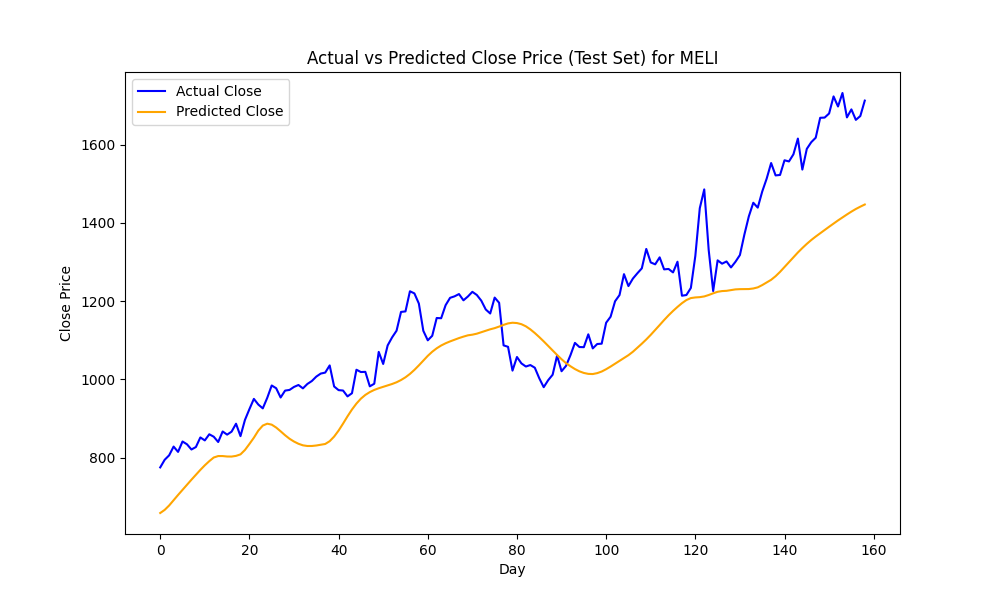 Actual vs Predicted Close Price (Test Set) for MELI
Actual Close
Predicted Close
Close Price
1600
1400
1200
1000
800
0 20 40 60 80 100 120 140 160
Day